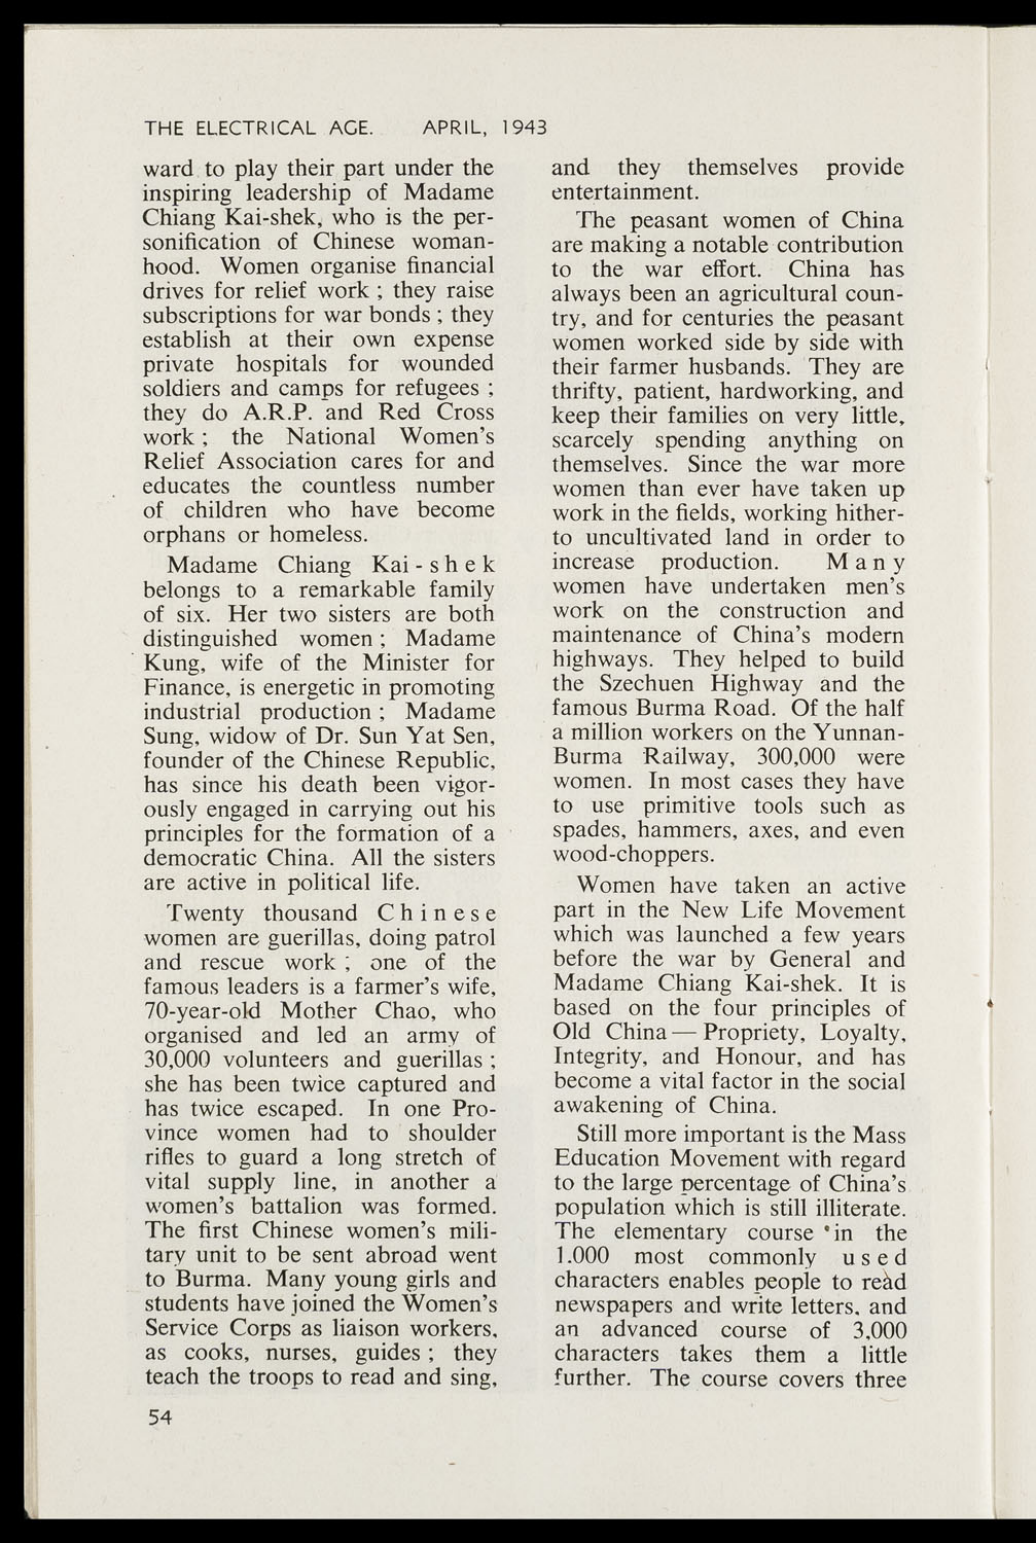 THE ELECTRICAL AGE. APRIL, 1943
ward to play their part under the
inspiring leadership of Madame
Chiang Kai-shek, who is the per-
sonification of Chinese woman-
hood. Women organise financial
drives for relief work ; they raise
subscriptions for war bonds ; they
establish at their own expense
private hospitals for wounded
soldiers and camps for refugees ;
they do A.R.P. and Red Cross
work ; the National Women's
Relief Association cares for and
educates the countless number
of children who have become
orphans or homeless.
Madame Chiang Kai-shek
belongs to a remarkable family
of six. Her two sisters are both
distinguished women ; Madame
Kung, wife of the Minister for
Finance, is energetic in promoting
industrial production ; Madame
Sung, widow of Dr. Sun Yat Sen,
founder of the Chinese Republic,
has since his death been vigor-
ously engaged in carrying out his
principles for the formation of a
democratic China. All the sisters
are active in political life.
Twenty thousand Chinese
women are guerillas, doing patrol
and rescue work ; one of the
famous leaders is a farmer's wife,
70-year-old Mother Chao, who
organised and led an army of
30,000 volunteers and guerillas ;
she has been twice captured and
has twice escaped. In one Pro-
vince women had to shoulder
rifles to guard a long stretch of
vital supply line, in another a
women's battalion was formed.
The first Chinese women's mili-
tary unit to be sent abroad went
to Burma. Many young girls and
students have joined the Women's
Service Corps as liaison workers,
as cooks, nurses, guides ; they
teach the troops to read and sing,
and they themselves provide
entertainment.
The peasant women of China
are making a notable contribution
to the war effort. China has
always been an agricultural coun-
try, and for centuries the peasant
women worked side by side with
their farmer husbands. They are
thrifty, patient, hardworking, and
keep their families on very little,
scarcely spending anything on
themselves. Since the war more
women than ever have taken up
work in the fields, working hither-
to uncultivated land in order to
increase production. Many
women have undertaken men's
work on the construction and
maintenance of China's modern
highways. They helped to build
the Szechuen Highway and the
famous Burma Road. Of the half
a million workers on the Yunnan-
Burma Railway, 300,000 were
women. In most cases they have
to use primitive tools such as
spades, hammers, axes, and even
wood-choppers.
Women have taken an active
part in the New Life Movement
which was launched a few years
before the war by General and
Madame Chiang Kai-shek. It is
based on the four principles of
Old China — Propriety, Loyalty,
Integrity, and Honour, and has
become a vital factor in the social
awakening of China.
Still more important is the Mass
Education Movement with regard
to the large percentage of China's
population which is still illiterate.
The elementary course in the
1,000 most commonly used
characters enables people to read
newspapers and write letters, and
an advanced course of 3,000
characters takes them a little
further. The course covers three
54